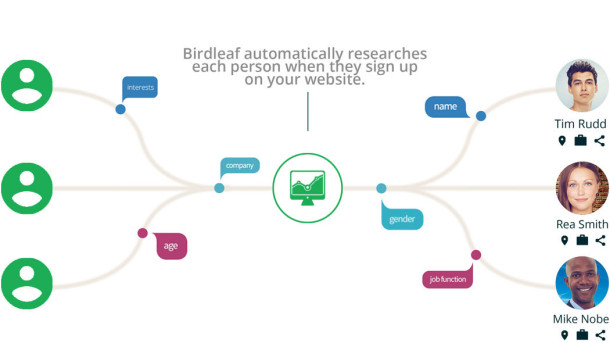 Birdleaf automatically researches
each person when they sign up
on your website.
interests
name
Tim Rudd
company
gender
Rea Smith
age
job function
Mike Nobe